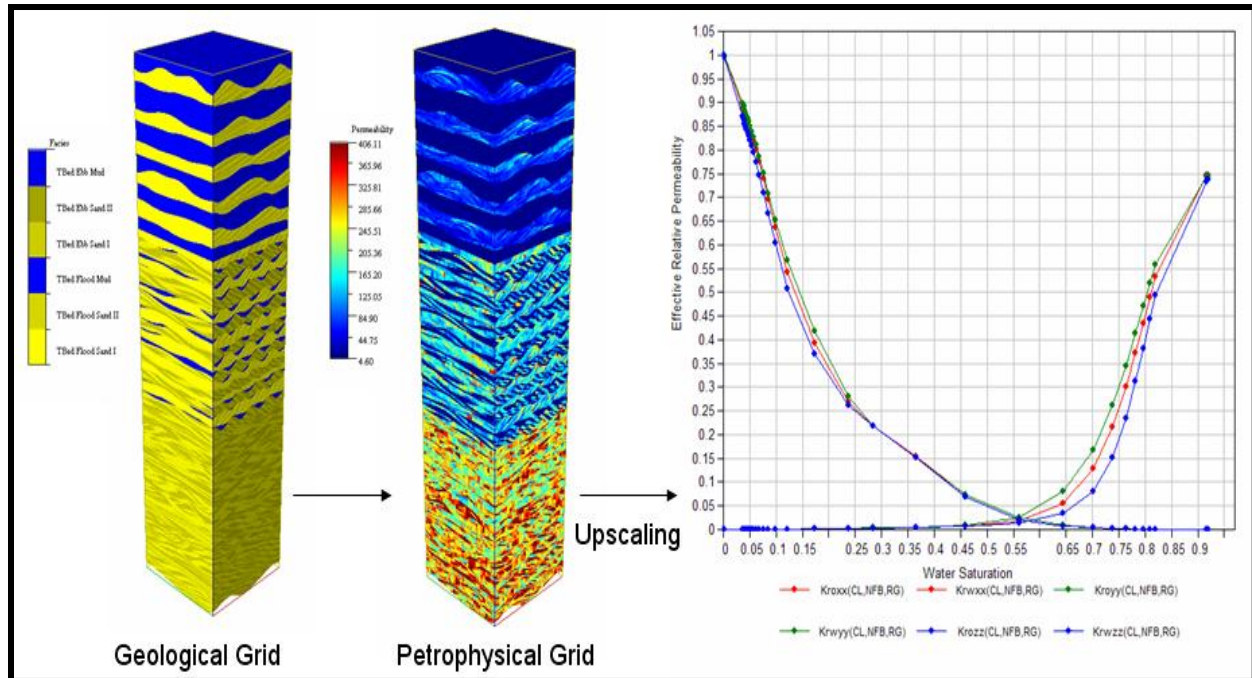 Facies
TBed IDb Mud
TBed IDb Sand II
TBed IDb Sand I
TBed Flood Mud
TBed Flood Sand II
TBed Flood Sand I
Permeability
406.11
365.96
325.81
285.66
245.51
205.36
165.20
125.05
84.90
44.75
4.60
Geological Grid
Petrophysical Grid
Upscaling
Effective Relative Permeability
1.05
1
0.95
0.9
0.85
0.8
0.75
0.7
0.65
0.6
0.55
0.5
0.45
0.4
0.35
0.3
0.25
0.2
0.15
0.1
0.05
0
0 0.05 0.1 0.15 0.25 0.3 0.35 0.4 0.45 0.5 0.55 0.65 0.7 0.75 0.8 0.85 0.9
Water Saturation
Kroxx(CL,NFB,RG) Krwxx(CL,NFB,RG) Kroyy(CL,NFB,RG)
Krwyy(CL,NFB,RG) Krozz(CL,NFB,RG) Krwzz(CL,NFB,RG)